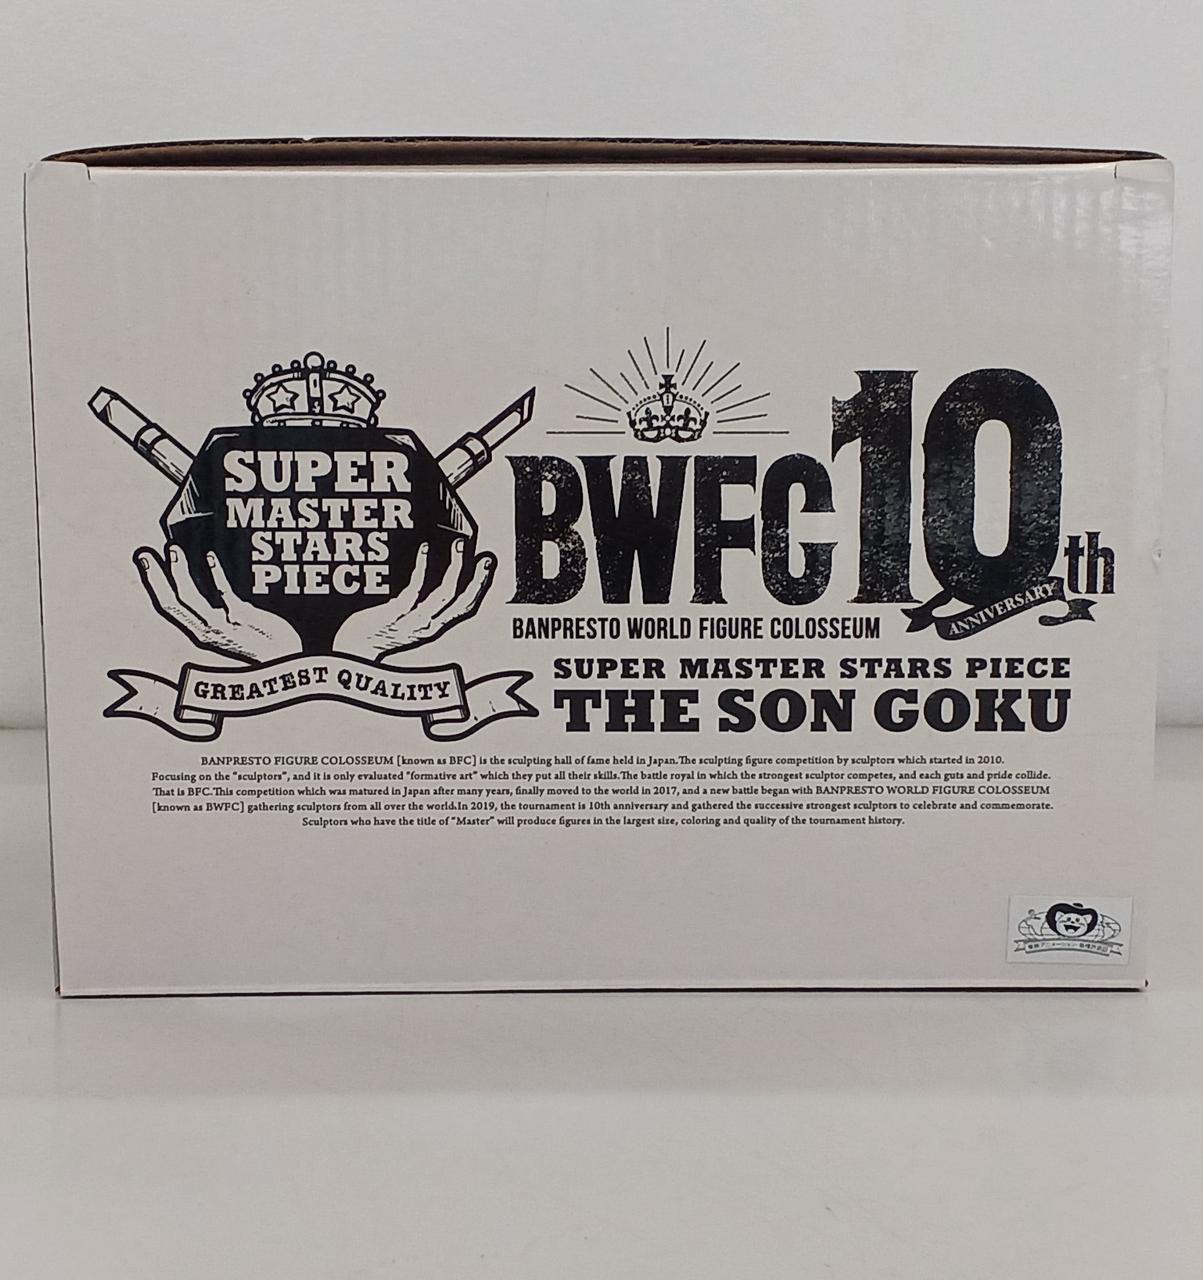 SUPER
MASTER
STARS
PIECE
GREATEST QUALITY
BWFC 10th
ANNIVERSARY
BANPRESTO WORLD FIGURE COLOSSEUM
SUPER MASTER STARS PIECE
THE SON GOKU
BANPRESTO FIGURE COLOSSEUM [known as BFC] is the sculpting hall of fame held in Japan.The sculpting figure competition by sculptors which started in 2010.
Focusing on the "sculptors", and it is only evaluated "formative art" which they put all their skills.The battle royal in which the strongest sculptor competes, and each guts and pride collide.
That is BFC.This competition which was matured in Japan after many years, finally moved to the world in 2017, and a new battle began with BANPRESTO WORLD FIGURE COLOSSEUM
[known as BWFC] gathering sculptors from all over the world.In 2019, the tournament is 10th anniversary and gathered the successive strongest sculptors to celebrate and commemorate.
Sculptors who have the title of "Master" will produce figures in the largest size, coloring and quality of the tournament history.